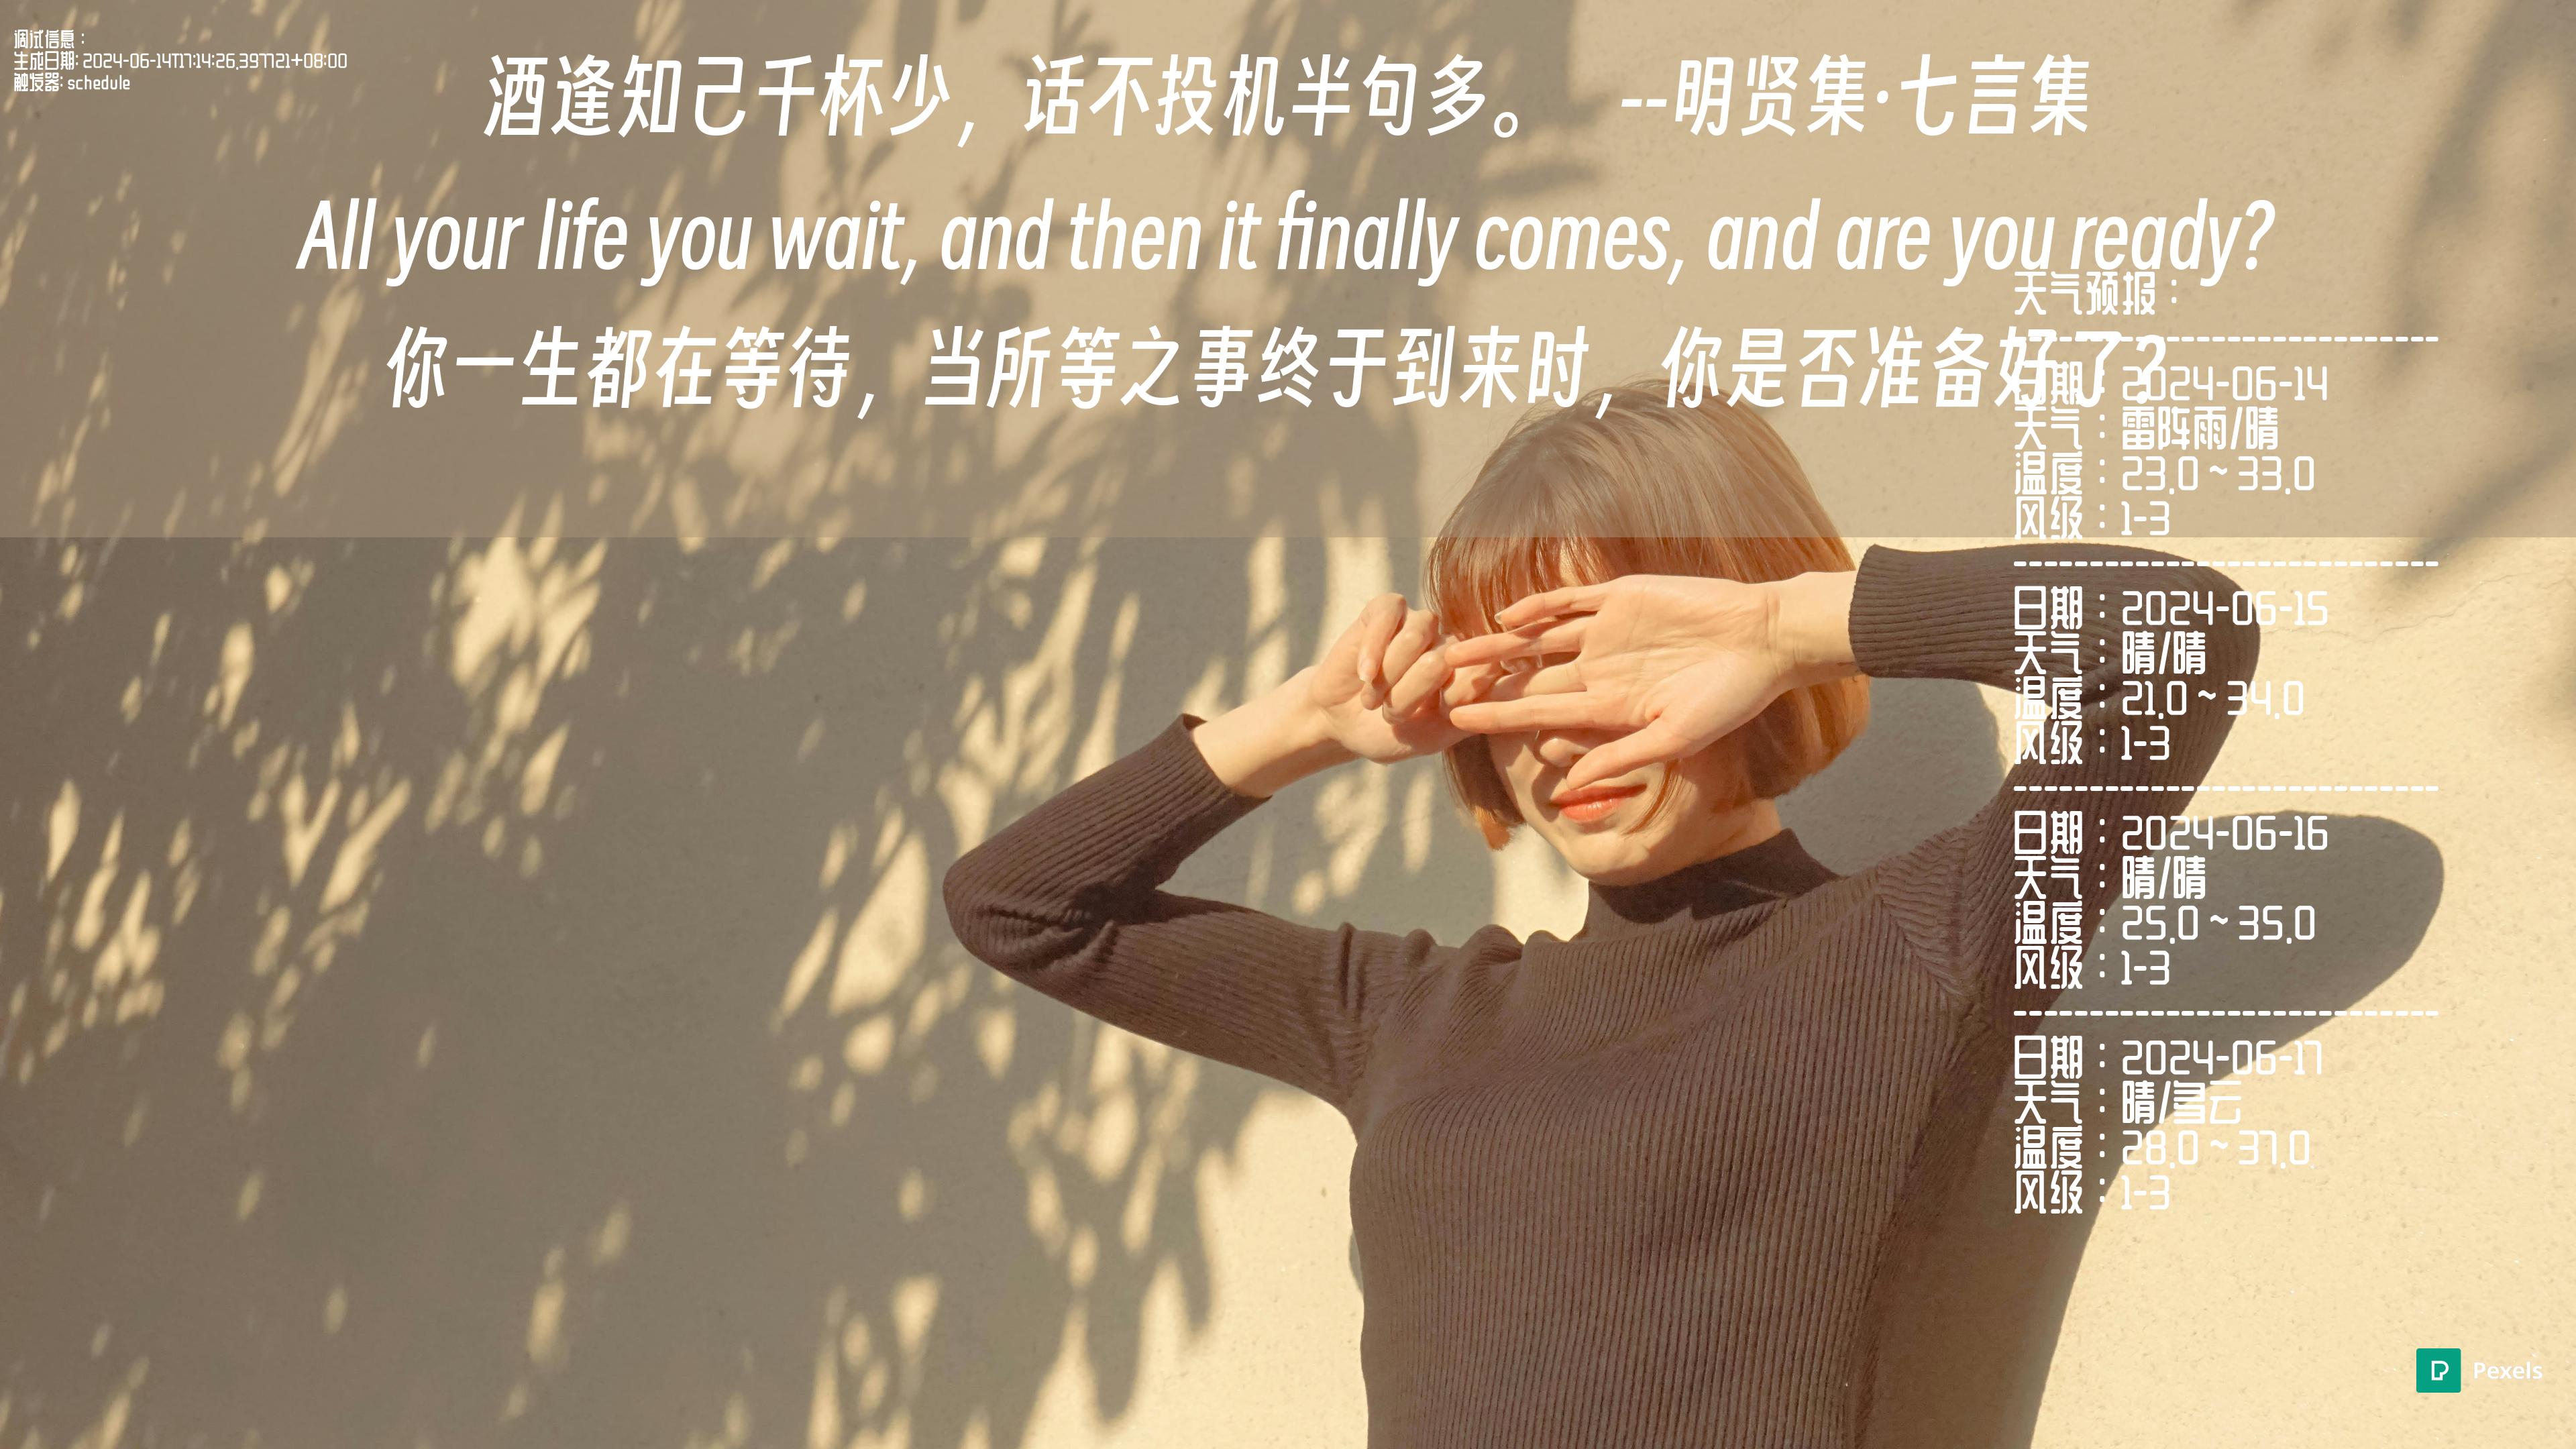 调试信息：
生成日期: 2024-06-14T17:14:26.397721+08:00
触发器: schedule
酒逢知己千杯少，话不投机半句多。 --明贤集·七言集
All your life you wait, and then it finally comes, and are you ready?
你一生都在等待，当所等之事终于到来时，你是否准备好了？
天气预报：
----------------------------
日期：2024-06-14
天气：雷阵雨/晴
温度：23.0 ~ 33.0
风级：1-3
----------------------------
日期：2024-06-15
天气：晴/晴
温度：21.0 ~ 34.0
风级：1-3
----------------------------
日期：2024-06-16
天气：晴/晴
温度：25.0 ~ 35.0
风级：1-3
----------------------------
日期：2024-06-17
天气：晴/多云
温度：28.0 ~ 37.0
风级：1-3
Pexels